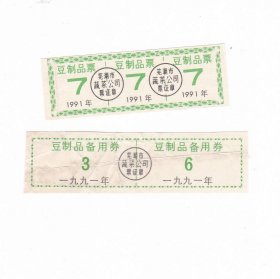 豆制品票 豆制品票 豆制品票
7 芜湖市 7 芜湖市 7
蔬菜公司 蔬菜公司
票证章 票证章
1991年 1991年 1991年
豆制品备用券 豆制品备用券
3 芜湖市 6
蔬菜公司
票证章
一九九一年 一九九一年